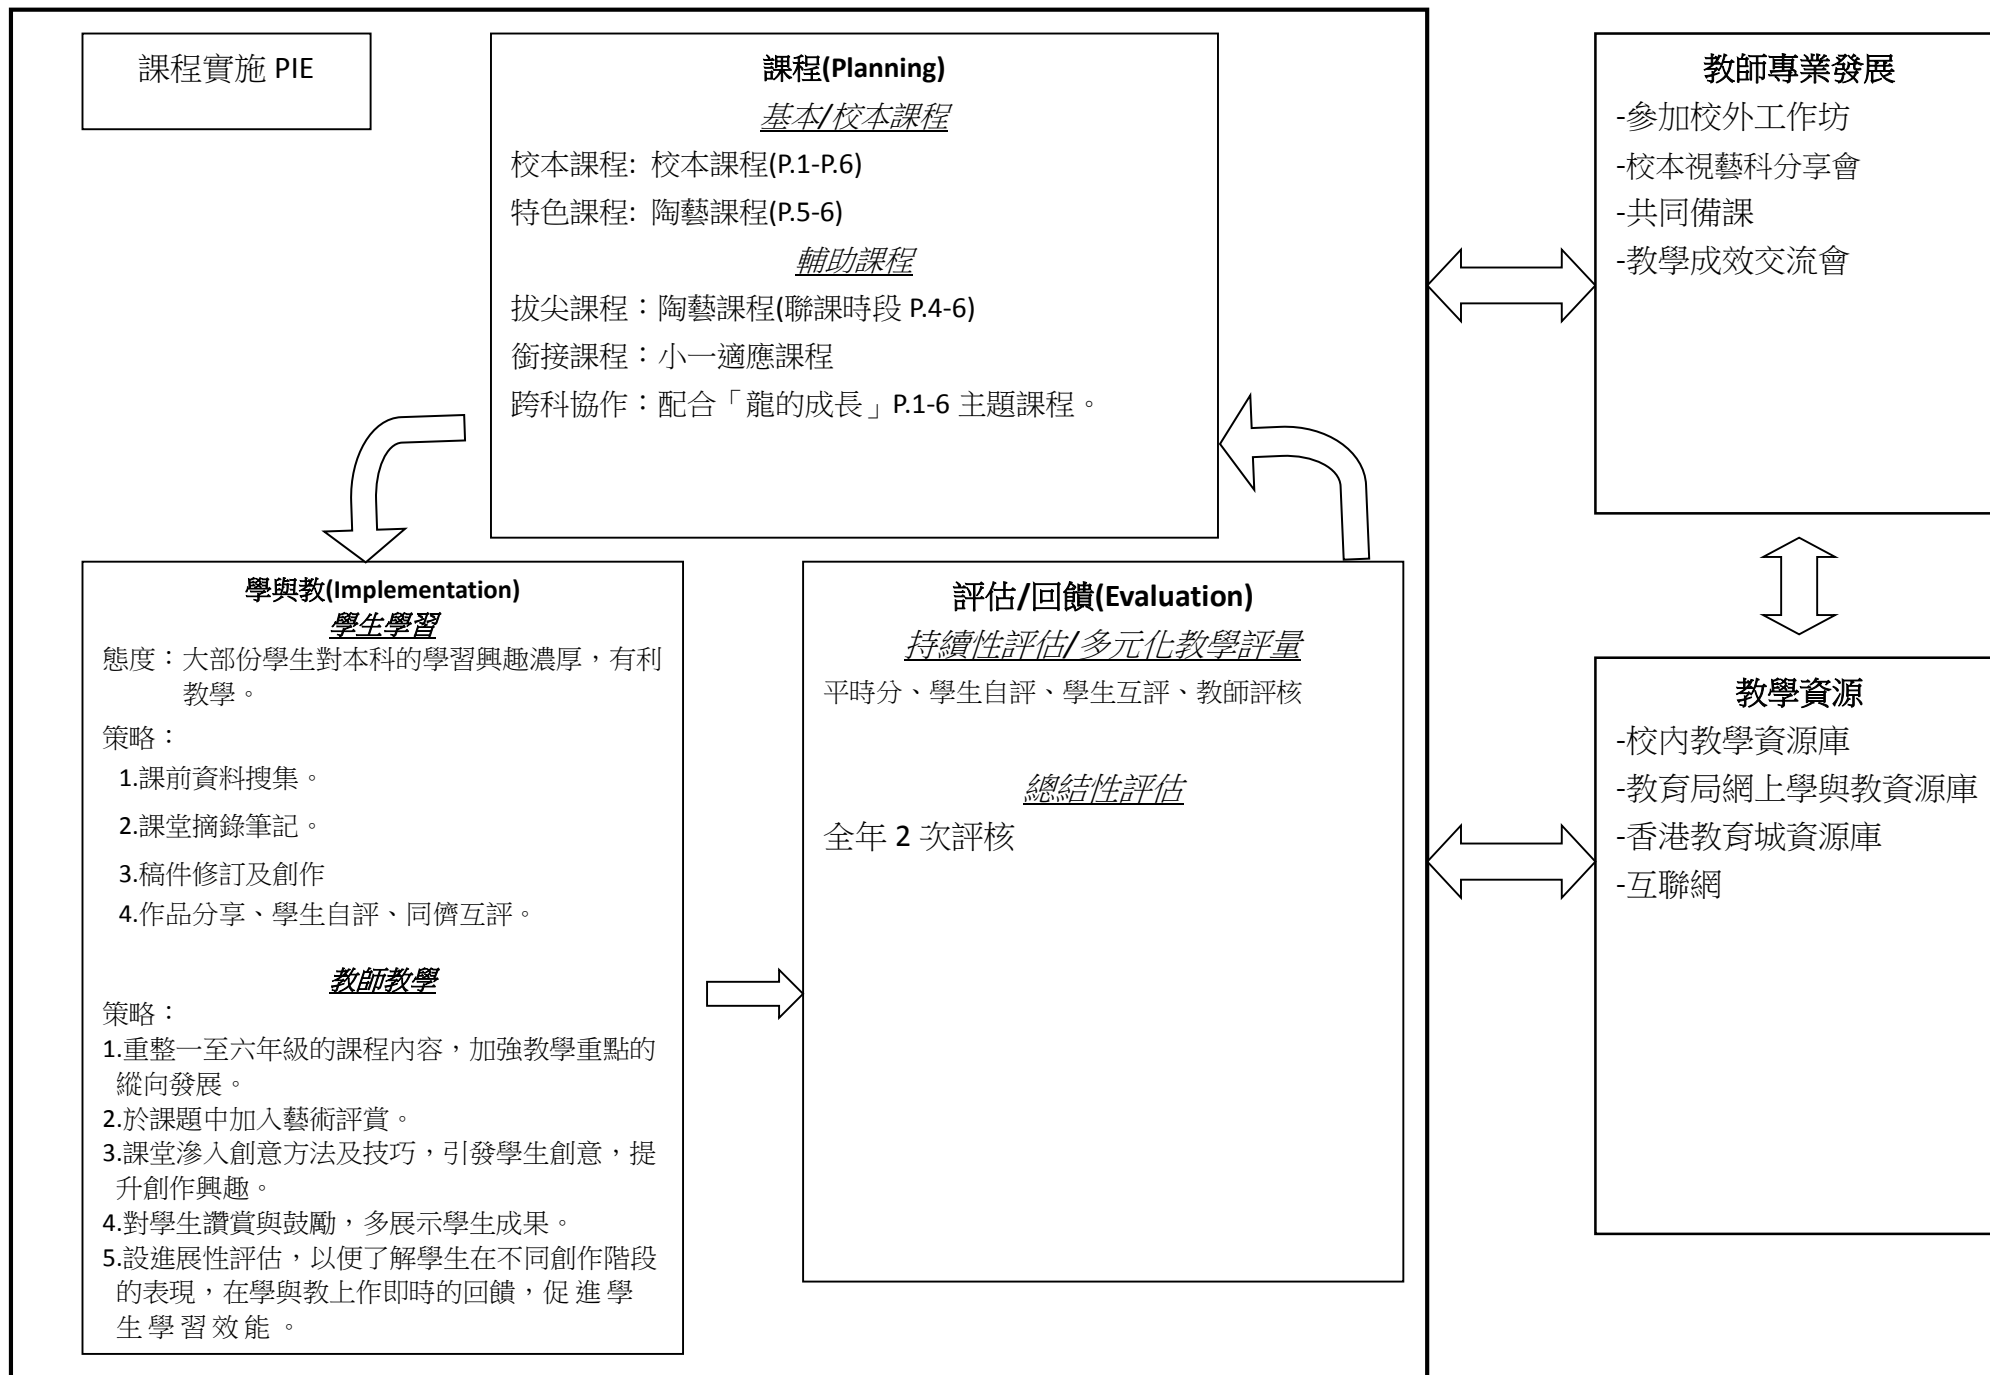 課程實施 PIE
課程(Planning)
基本/校本課程
校本課程: 校本課程(P.1-P.6)
特色課程: 陶藝課程(P.5-6)
輔助課程
拔尖課程：陶藝課程(聯課時段 P.4-6)
銜接課程：小一適應課程
跨科協作：配合「龍的成長」P.1-6 主題課程。
學與教(Implementation)
學生學習
態度：大部份學生對本科的學習興趣濃厚，有利
教學。
策略：
1.課前資料搜集。
2.課堂摘錄筆記。
3.稿件修訂及創作
4.作品分享、學生自評、同儕互評。
教師教學
策略：
1.重整一至六年級的課程內容，加強教學重點的
縱向發展。
2.於課題中加入藝術評賞。
3.課堂滲入創意方法及技巧，引發學生創意，提
升創作興趣。
4.對學生讚賞與鼓勵，多展示學生成果。
5.設進展性評估，以便了解學生在不同創作階段
的表現，在學與教上作即時的回饋，促 進 學
生 學 習 效 能 。
評估/回饋(Evaluation)
持續性評估/多元化教學評量
平時分、學生自評、學生互評、教師評核
總結性評估
全年 2 次評核
教師專業發展
-參加校外工作坊
-校本視藝科分享會
-共同備課
-教學成效交流會
教學資源
-校內教學資源庫
-教育局網上學與教資源庫
-香港教育城資源庫
-互聯網